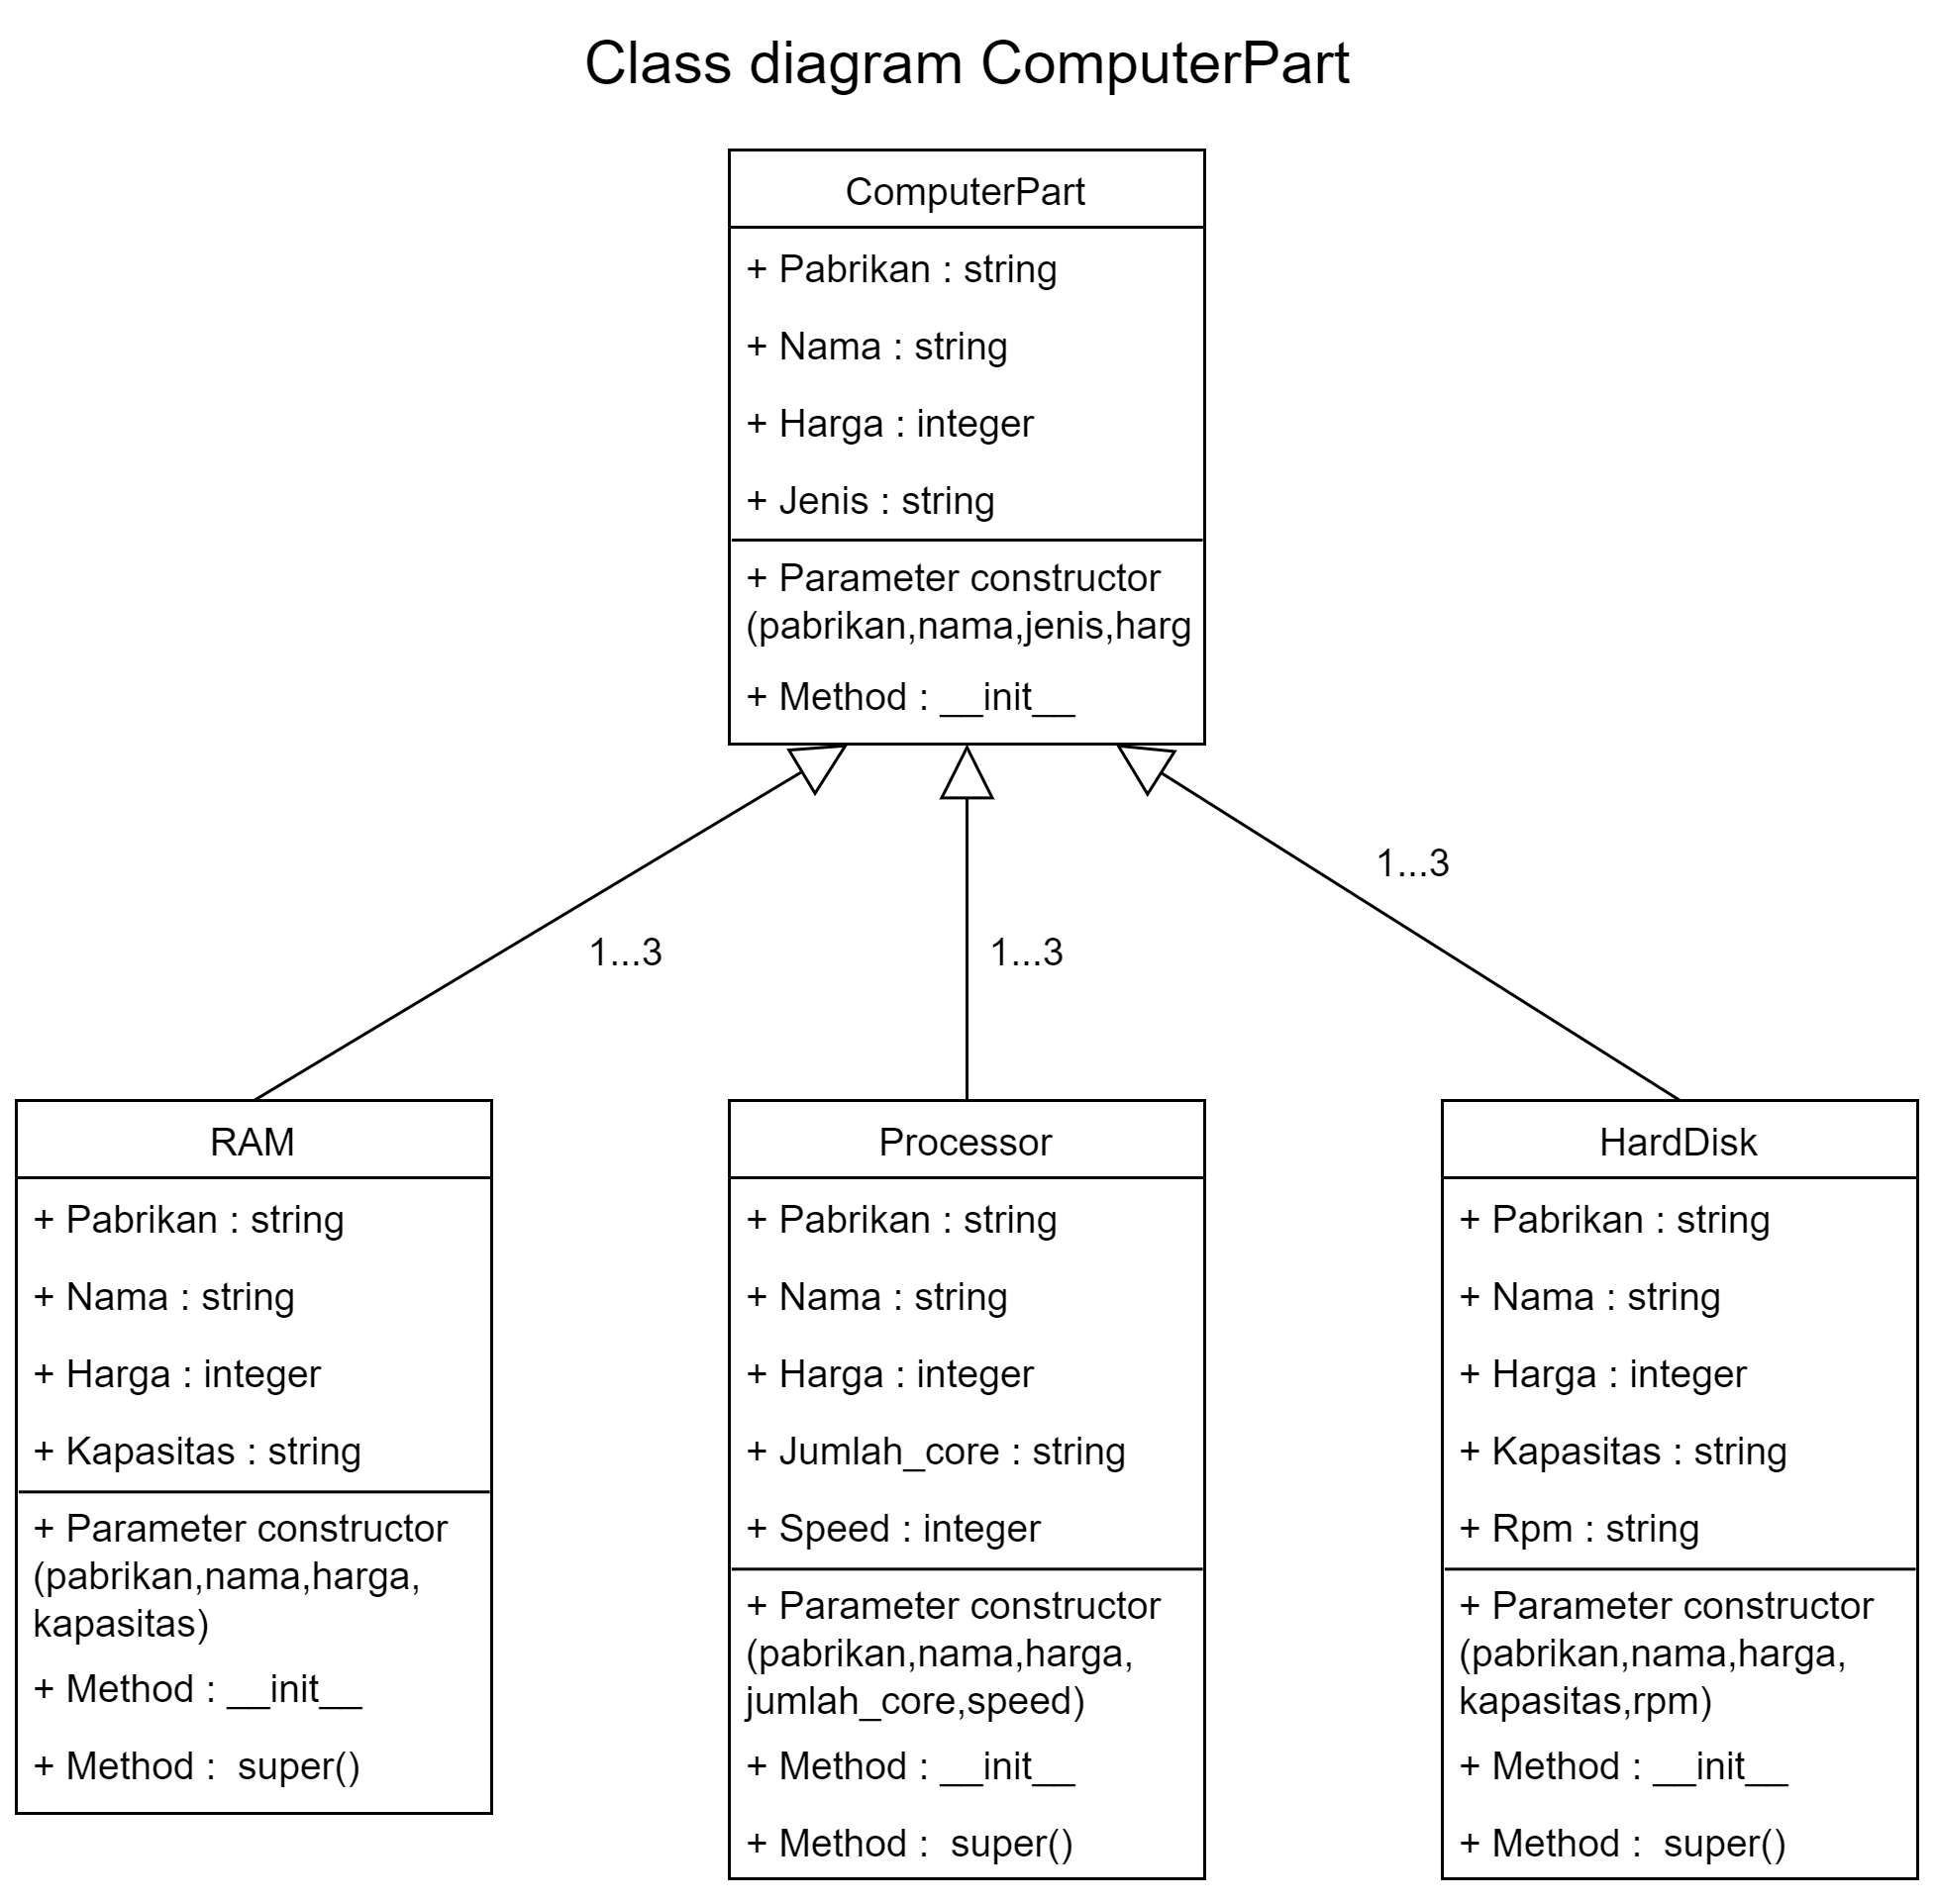 Class diagram ComputerPart
ComputerPart
+ Pabrikan : string
+ Nama : string
+ Harga : integer
+ Jenis : string
+ Parameter constructor
(pabrikan,nama,jenis,harg
+ Method : __init__
1...3
1...3
1...3
RAM
+ Pabrikan : string
+ Nama : string
+ Harga : integer
+ Kapasitas : string
+ Parameter constructor
(pabrikan,nama,harga,
kapasitas)
+ Method : __init__
+ Method :  super()
Processor
+ Pabrikan : string
+ Nama : string
+ Harga : integer
+ Jumlah_core : string
+ Speed : integer
+ Parameter constructor
(pabrikan,nama,harga,
jumlah_core,speed)
+ Method : __init__
+ Method :  super()
HardDisk
+ Pabrikan : string
+ Nama : string
+ Harga : integer
+ Kapasitas : string
+ Rpm : string
+ Parameter constructor
(pabrikan,nama,harga,
kapasitas,rpm)
+ Method : __init__
+ Method :  super()